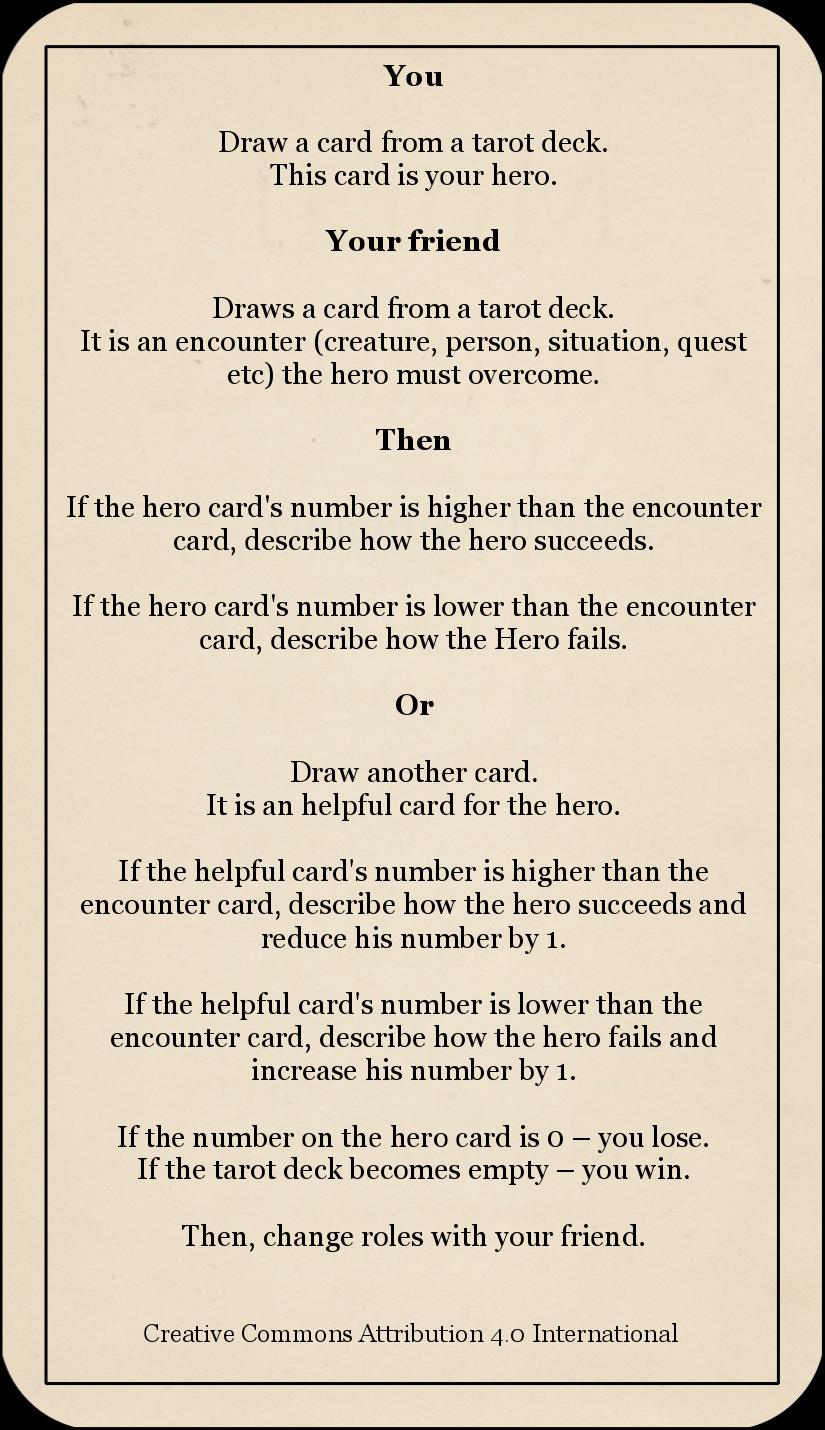 You
Draw a card from a tarot deck.
This card is your hero.
Your friend
Draws a card from a tarot deck.
It is an encounter (creature, person, situation, quest
etc) the hero must overcome.
Then
If the hero card's number is higher than the encounter
card, describe how the hero succeeds.
If the hero card's number is lower than the encounter
card, describe how the Hero fails.
Or
Draw another card.
It is an helpful card for the hero.
If the helpful card's number is higher than the
encounter card, describe how the hero succeeds and
reduce his number by 1.
If the helpful card's number is lower than the
encounter card, describe how the hero fails and
increase his number by 1.
If the number on the hero card is 0 – you lose.
If the tarot deck becomes empty – you win.
Then, change roles with your friend.
Creative Commons Attribution 4.0 International